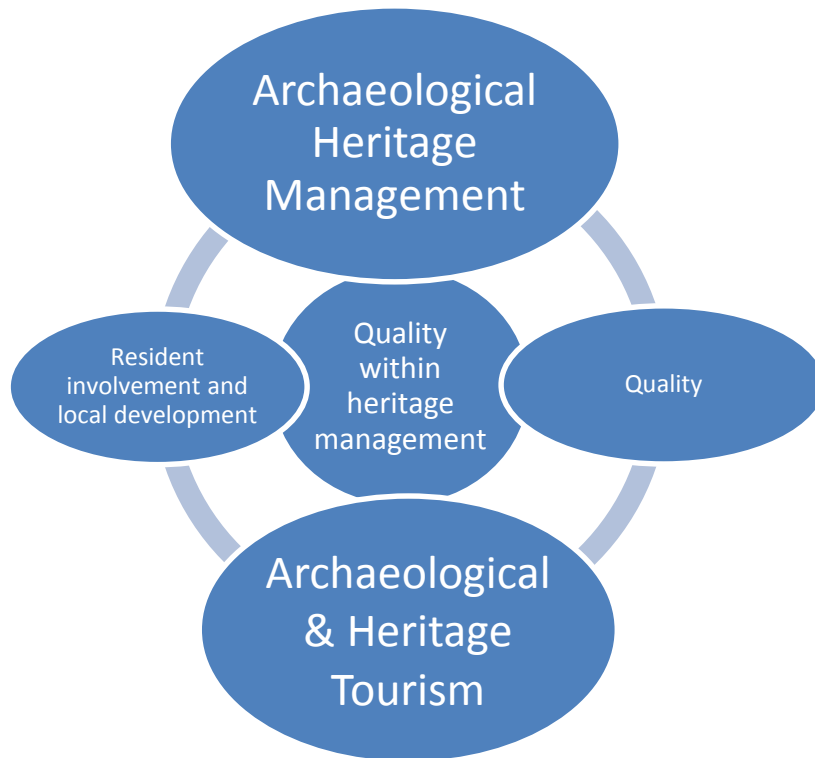 Archaeological
Heritage
Management
Resident
involvement and
local development
Quality
within
heritage
management
Quality
Archaeological
& Heritage
Tourism